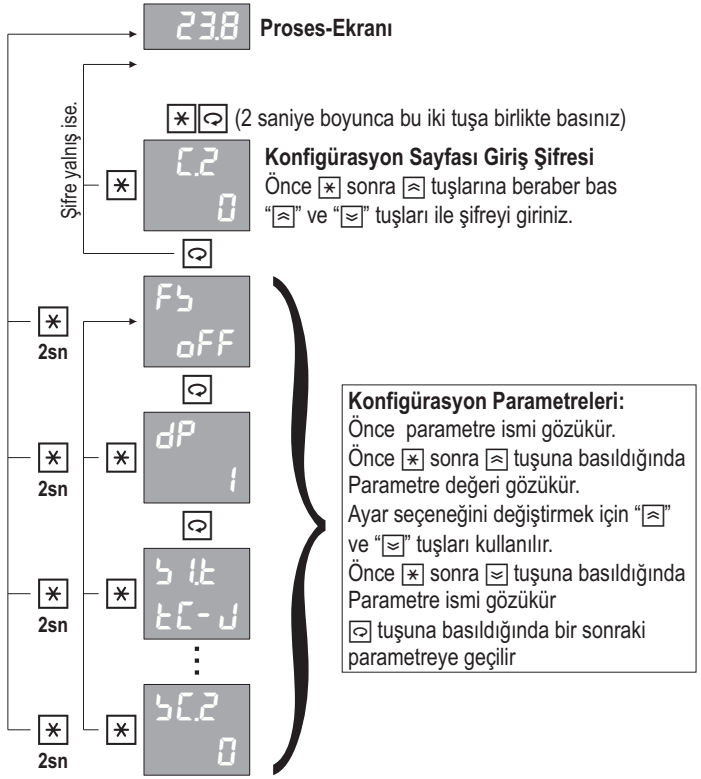 23.8 Proses-Ekranı
Şifre yalnış ise.
(2 saniye boyunca bu iki tuşa birlikte basınız)
C.2
0
Konfigürasyon Sayfası Giriş Şifresi
Önce sonra tuşlarına beraber bas
“ ” ve “ ” tuşları ile şifreyi giriniz.
FS
oFF
2sn
dP
1
2sn
S1.t
tC-J
2sn
SC.2
0
2sn
Konfigürasyon Parametreleri:
Önce parametre ismi gözükür.
Önce sonra tuşuna basıldığında
Parametre değeri gözükür.
Ayar seçeneğini değiştirmek için “ ”
ve “ ” tuşları kullanılır.
Önce sonra tuşuna basıldığında
Parametre ismi gözükür
tuşuna basıldığında bir sonraki
parametreye geçilir